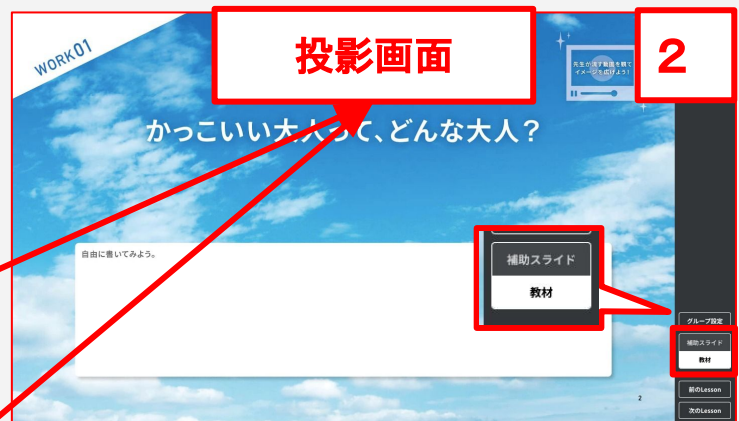 WORK01
投影画面
２
先生が流す動画を観て
イメージを広げよう！
かっこいい大人って、どんな大人？
自由に書いてみよう。
補助スライド
教材
グループ設定
補助スライド
教材
前のLesson
次のLesson
2